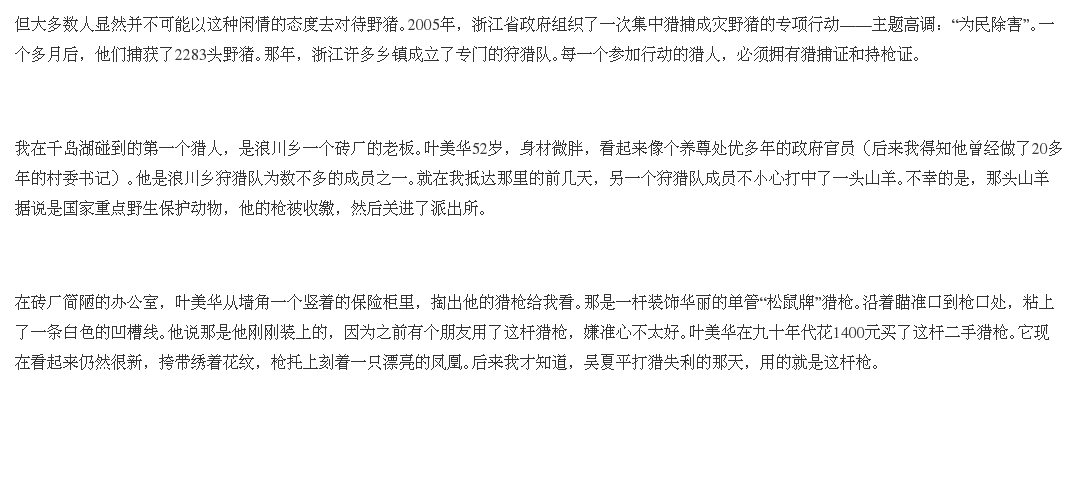 但大多数人显然并不可能以这种闲情的态度去对待野猪。2005年，浙江省政府组织了一次集中猎捕成灾野猪的专项行动——主题高调：“为民除害”。一
个多月后，他们捕获了2283头野猪。那年，浙江许多乡镇成立了专门的狩猎队。每一个参加行动的猎人，必须拥有猎捕证和持枪证。
我在千岛湖碰到的第一个猎人，是浪川乡一个砖厂的老板。叶美华52岁，身材微胖，看起来像个养尊处优多年的政府官员（后来我得知他曾经做了20多
年的村委书记）。他是浪川乡狩猎队为数不多的成员之一。就在我抵达那里的前几天，另一个狩猎队成员不小心打中了一头山羊。不幸的是，那头山羊
据说是国家重点野生保护动物，他的枪被收缴，然后关进了派出所。
在砖厂简陋的办公室，叶美华从墙角一个竖着的保险柜里，掏出他的猎枪给我看。那是一杆装饰华丽的单管“松鼠牌”猎枪。沿着瞄准口到枪口处，粘上
了一条白色的凹槽线。他说那是他刚刚装上的，因为之前有个朋友用了这杆猎枪，嫌准心不太好。叶美华在九十年代花1400元买了这杆二手猎枪。它现
在看起来仍然很新，挎带绣着花纹，枪托上刻着一只漂亮的凤凰。后来我才知道，吴夏平打猎失利的那天，用的就是这杆枪。